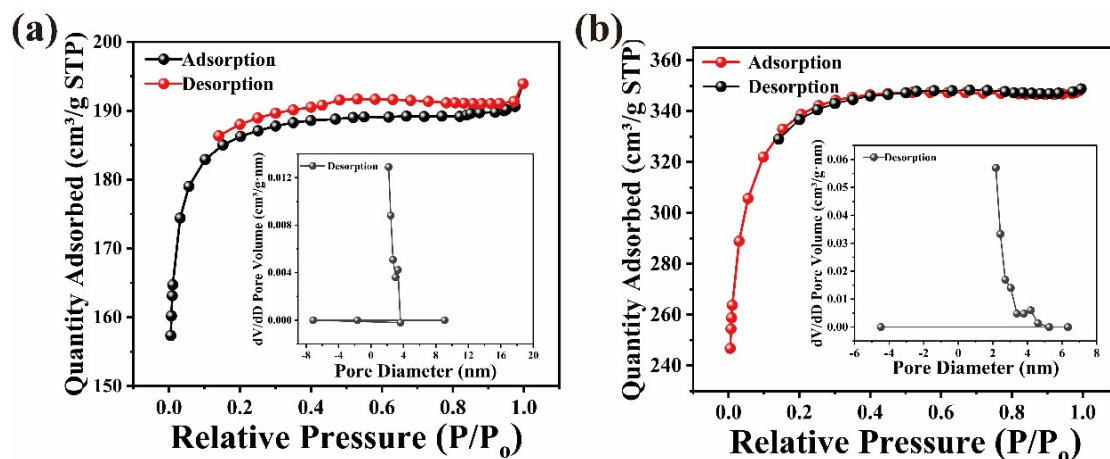 (a)
Quantity Adsorbed (cm³/g STP)
200
190
180
170
160
150
Adsorption
Desorption
dV/dD Pore Volume (cm³/g·nm)
0.012
0.008
0.004
0.000
Desorption
-8 -4 0 4 8 12 16 20
Pore Diameter (nm)
0.0 0.2 0.4 0.6 0.8 1.0
Relative Pressure (P/Po)
(b)
Quantity Adsorbed (cm³/g STP)
360
340
320
300
280
260
240
Adsorption
Desorption
dV/dD Pore Volume (cm³/g·nm)
0.06
0.05
0.04
0.03
0.02
0.01
0.00
Desorption
-6 -4 -2 0 2 4 6 8
Pore Diameter (nm)
0.0 0.2 0.4 0.6 0.8 1.0
Relative Pressure (P/Po)